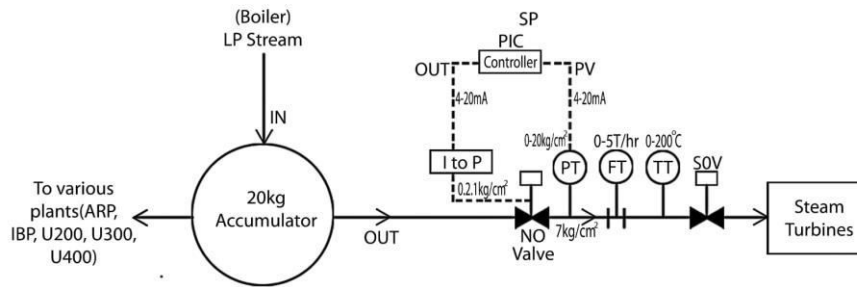 (Boiler)
LP Stream
IN
20kg
Accumulator
To various
plants(ARP,
IBP, U200, U300,
U400)
OUT
SP
PIC
Controller
OUT
PV
4-20mA
4-20mA
I to P
0.2.1kg/cm²
0-20kg/cm²
PT
0-5T/hr
FT
0-200°C
TT
S0V
NO
Valve
7kg/cm²
Steam
Turbines